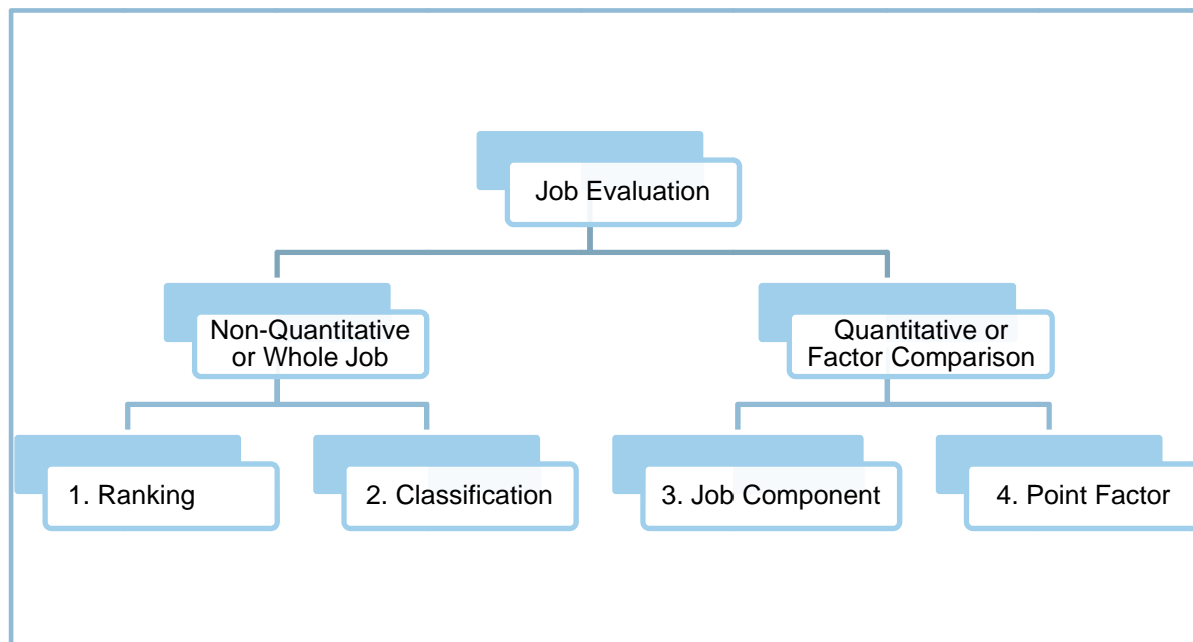 Job Evaluation
Non-Quantitative
or Whole Job
Quantitative or
Factor Comparison
1. Ranking
2. Classification
3. Job Component
4. Point Factor